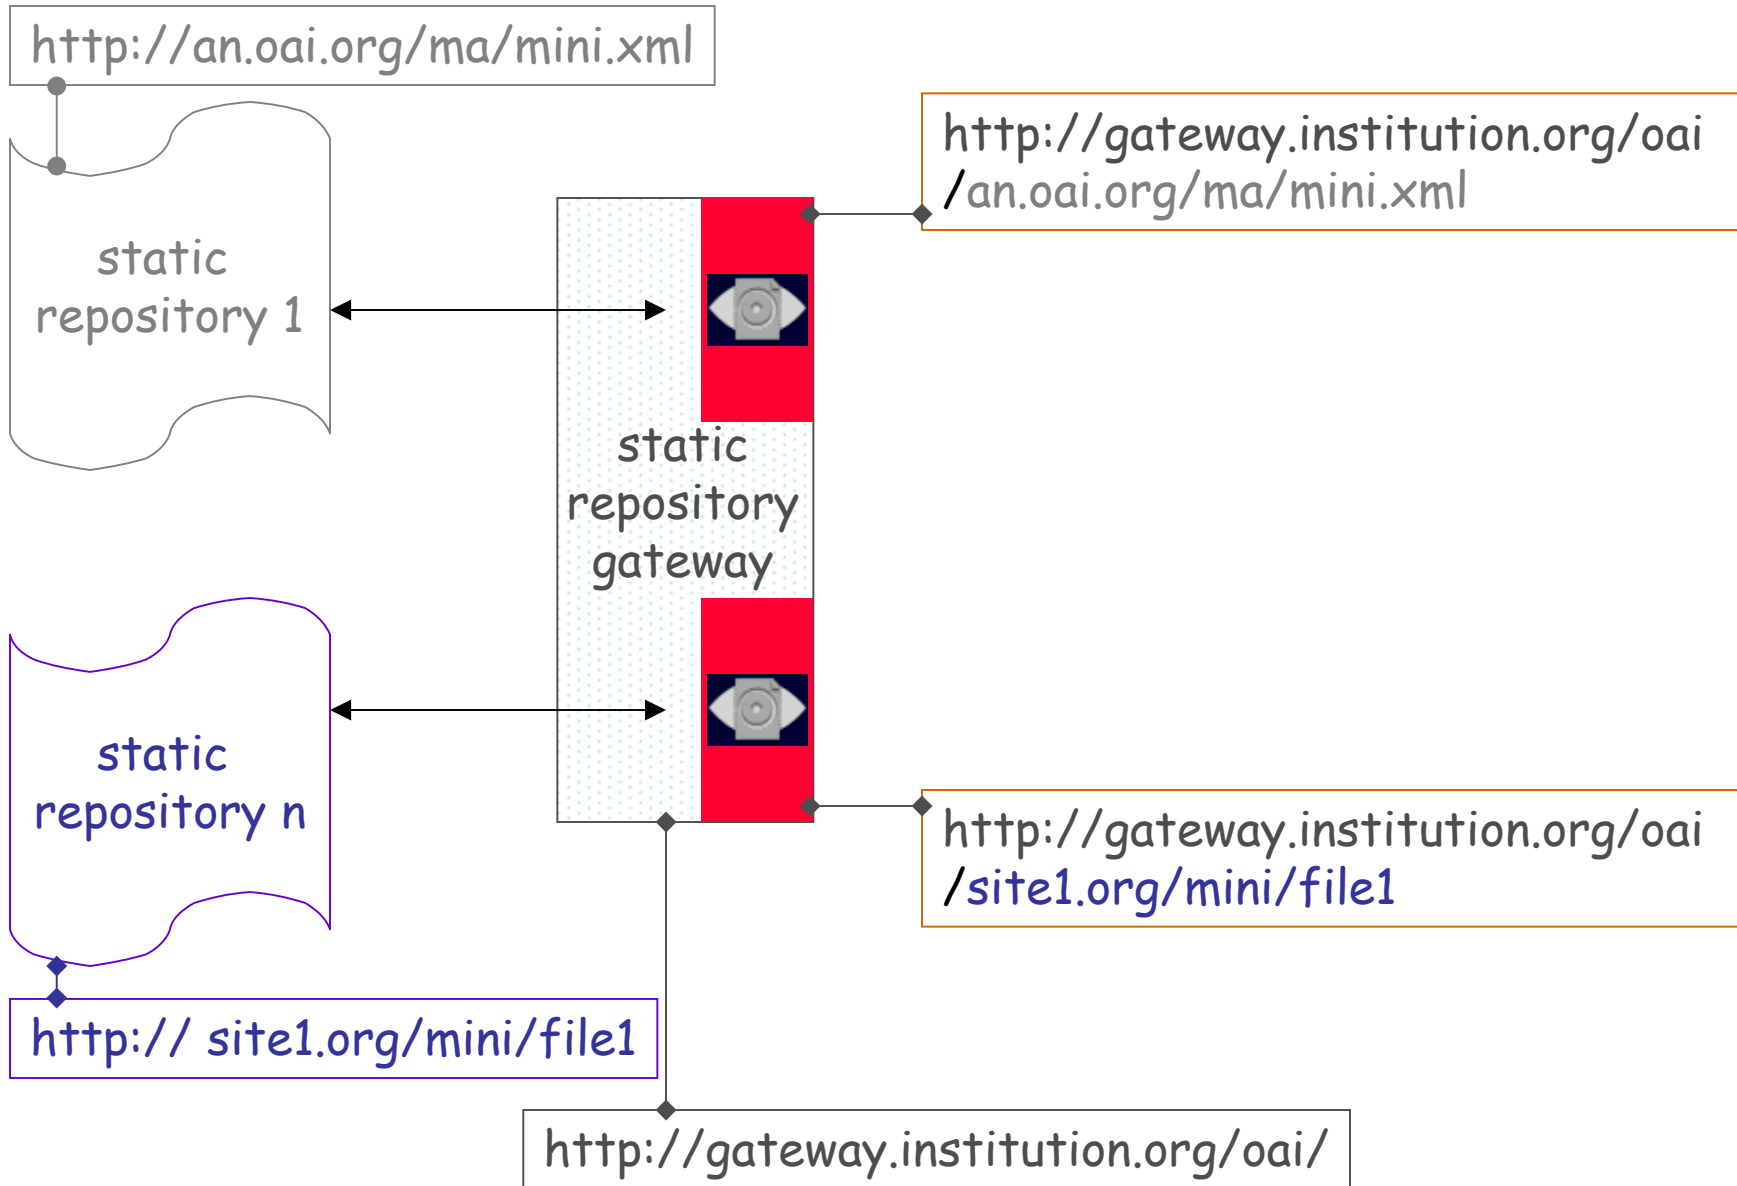 http://an.oai.org/ma/mini.xml
http://gateway.institution.org/oai
/an.oai.org/ma/mini.xml
static
repository 1
static
repository
gateway
static
repository n
http://gateway.institution.org/oai
/site1.org/mini/file1
http:// site1.org/mini/file1
http://gateway.institution.org/oai/